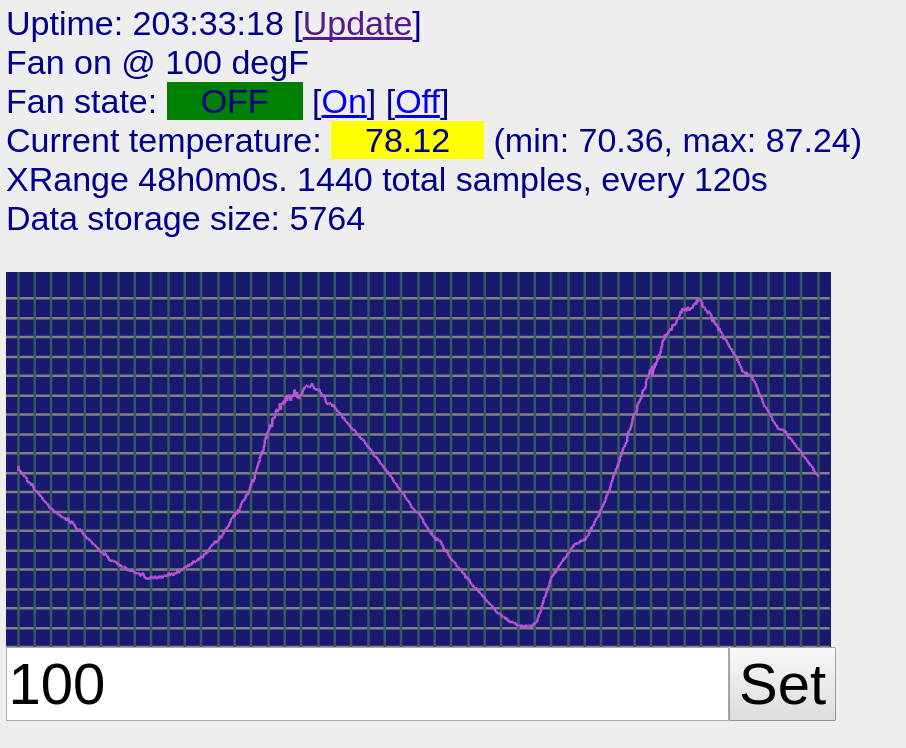 Uptime: 203:33:18 [Update]
Fan on @ 100 degF
Fan state: OFF [On] [Off]
Current temperature: 78.12 (min: 70.36, max: 87.24)
XRange 48h0m0s. 1440 total samples, every 120s
Data storage size: 5764
100 Set